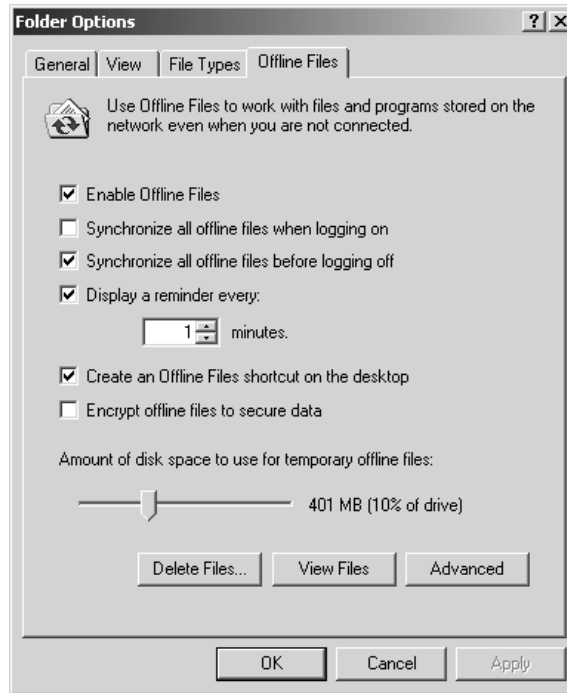 Folder Options
General View File Types Offline Files
Use Offline Files to work with files and programs stored on the
network even when you are not connected.
Enable Offline Files
Synchronize all offline files when logging on
Synchronize all offline files before logging off
Display a reminder every:
1 minutes.
Create an Offline Files shortcut on the desktop
Encrypt offline files to secure data
Amount of disk space to use for temporary offline files:
401 MB (10% of drive)
Delete Files... View Files Advanced
OK Cancel Apply